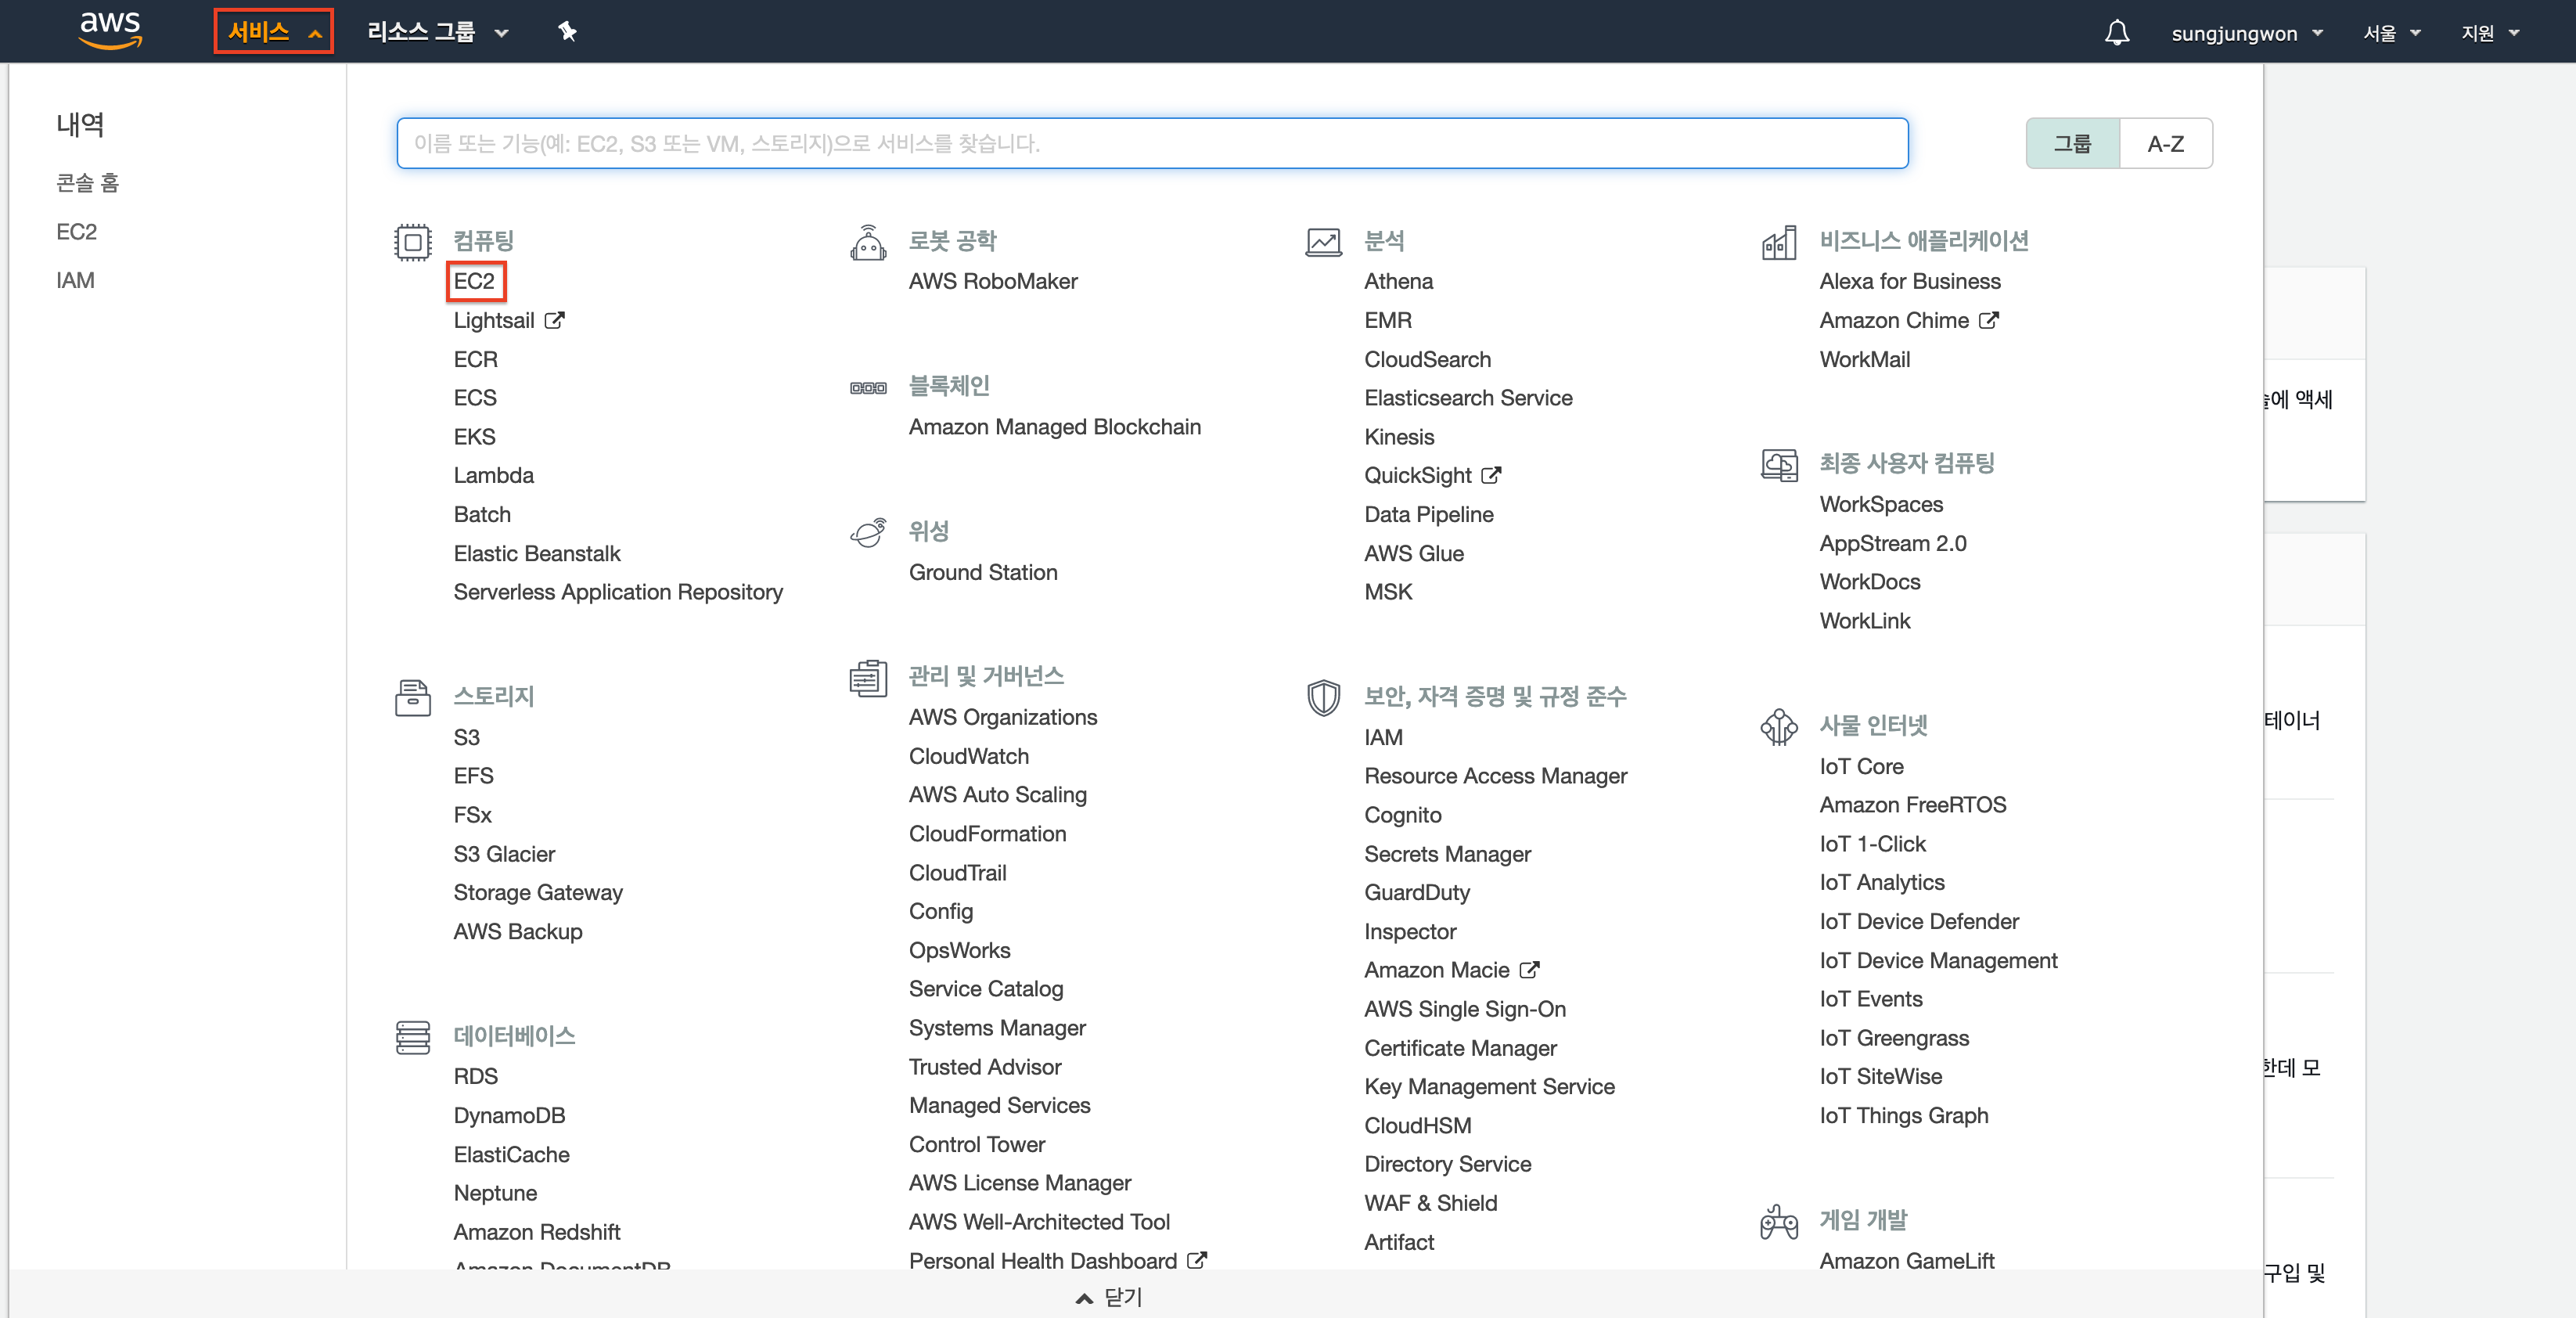 aws
서비스
리소스 그룹
sungjungwon
서울
지원
내역
콘솔 홈
EC2
IAM
이름 또는 기능(예: EC2, S3 또는 VM, 스토리지)으로 서비스를 찾습니다.
그룹
A-Z
컴퓨팅
EC2
Lightsail
ECR
ECS
EKS
Lambda
Batch
Elastic Beanstalk
Serverless Application Repository
스토리지
S3
EFS
FSx
S3 Glacier
Storage Gateway
AWS Backup
데이터베이스
RDS
DynamoDB
ElastiCache
Neptune
Amazon Redshift
Amazon DocumentDB
로봇 공학
AWS RoboMaker
블록체인
Amazon Managed Blockchain
위성
Ground Station
관리 및 거버넌스
AWS Organizations
CloudWatch
AWS Auto Scaling
CloudFormation
CloudTrail
Config
OpsWorks
Service Catalog
Systems Manager
Trusted Advisor
Managed Services
Control Tower
AWS License Manager
AWS Well-Architected Tool
Personal Health Dashboard
분석
Athena
EMR
CloudSearch
Elasticsearch Service
Kinesis
QuickSight
Data Pipeline
AWS Glue
MSK
보안, 자격 증명 및 규정 준수
IAM
Resource Access Manager
Cognito
Secrets Manager
GuardDuty
Inspector
Amazon Macie
AWS Single Sign-On
Certificate Manager
Key Management Service
CloudHSM
Directory Service
WAF & Shield
Artifact
비즈니스 애플리케이션
Alexa for Business
Amazon Chime
WorkMail
최종 사용자 컴퓨팅
WorkSpaces
AppStream 2.0
WorkDocs
WorkLink
사물 인터넷
IoT Core
Amazon FreeRTOS
IoT 1-Click
IoT Analytics
IoT Device Defender
IoT Device Management
IoT Events
IoT Greengrass
IoT SiteWise
IoT Things Graph
게임 개발
Amazon GameLift
액세
테이너
모
구입 및
닫기